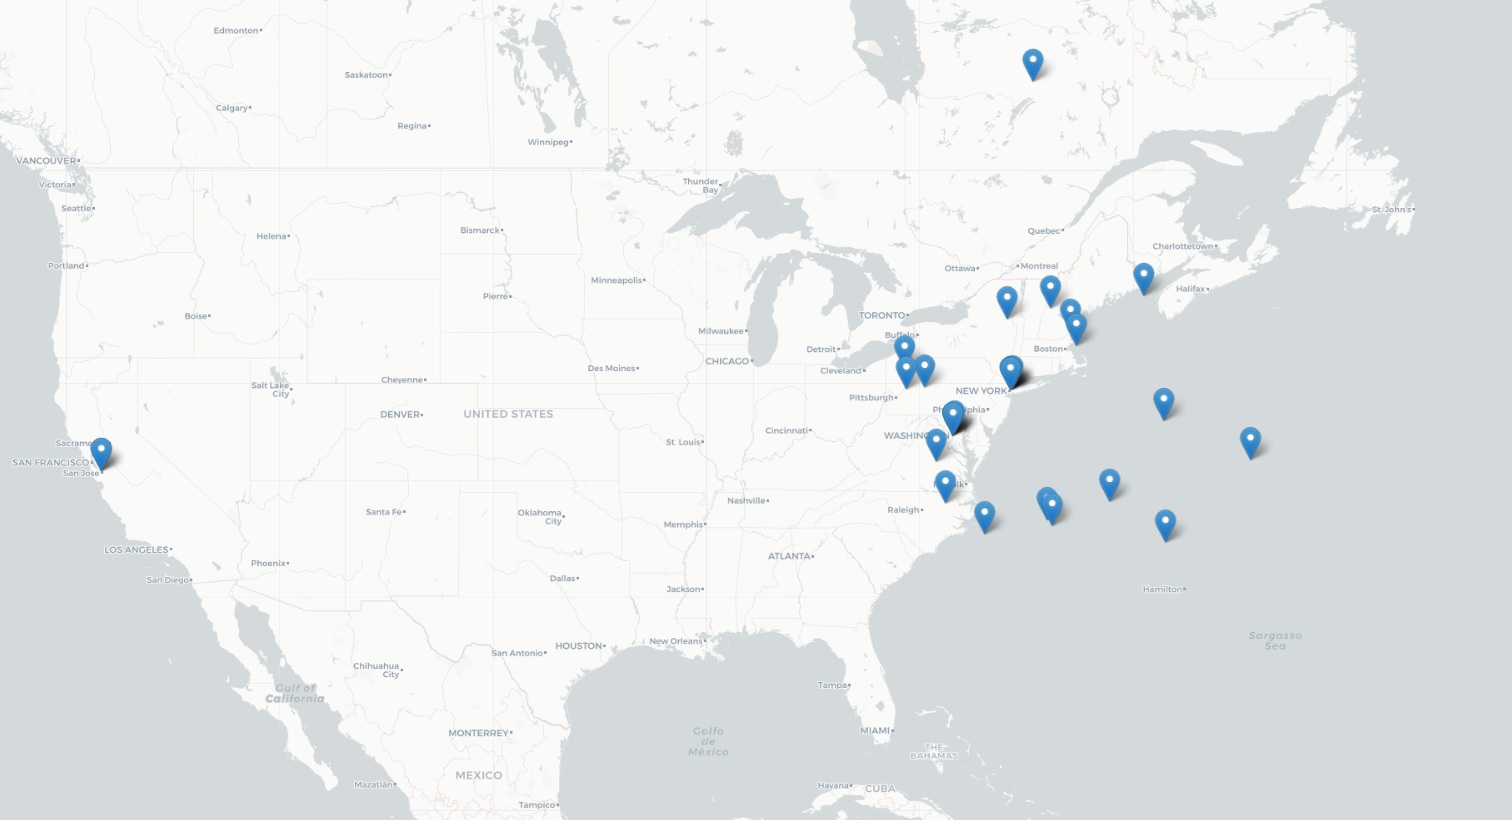 Edmonton
Saskatoon
Calgary
Regina
Winnipeg
VANCOUVER
Victoria
Thunder
Bay
Seattle
St. John's
Helena
Bismarck
Quebec
Charlottetown
Portland
Ottawa
Montreal
Minneapolis
Halifax
Pierre
Boise
TORONTO
Milwaukee
Buffalo
Detroit
Boston
CHICAGO
Cleveland
Des Moines
Cheyenne
Salt Lake
City
NEW YORK
Pittsburgh
DENVER
UNITED STATES
Cincinnati
St. Louis
SAN FRANCISCO
San Jose
Nashville
Santa Fe
Oklahoma
City
Raleigh
Memphis
LOS ANGELES
ATLANTA
Phoenix
San Diego
Dallas
Jackson
Hamilton
Sargasso
Sea
New Orleans
HOUSTON
San Antonio
Chihuahua
City
Tampa
Gulf of
California
MIAMI
MONTERREY
Golfo
de
México
THE
BAHAMAS
MEXICO
Mazatlán
Havana
CUBA
Tampico